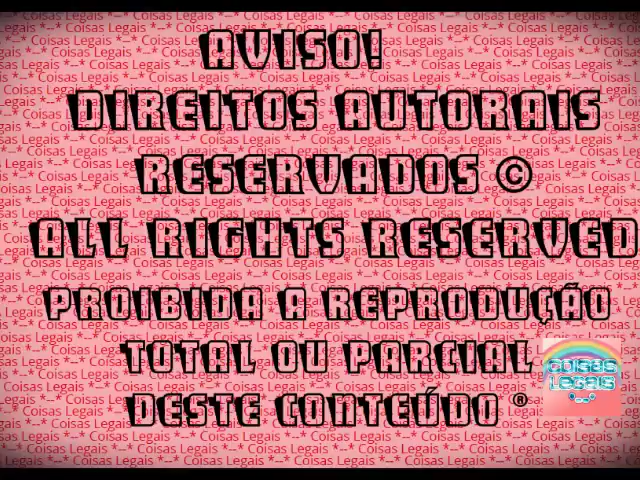 AVISO!
DIREITOS AUTORAIS
RESERVADOS ©
ALL RIGHTS RESERVED
PROIBIDA A REPRODUÇÃO
TOTAL OU PARCIAL
DESTE CONTEÚDO ®
COISAS
LEGAIS
*--*